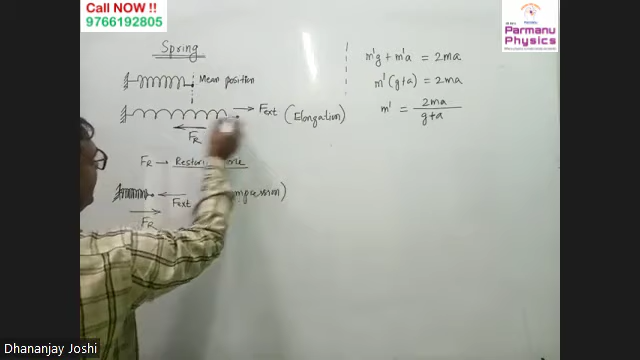 Call NOW !!
9766192805
Parmanu
Physics
Spring
Mean position
Fext (Elongation)
FR
FR → Restoring
Fext
FR
m'g + m'a = 2ma
m'(g+a) = 2ma
m' = 2ma
g+a
Dhananjay Joshi